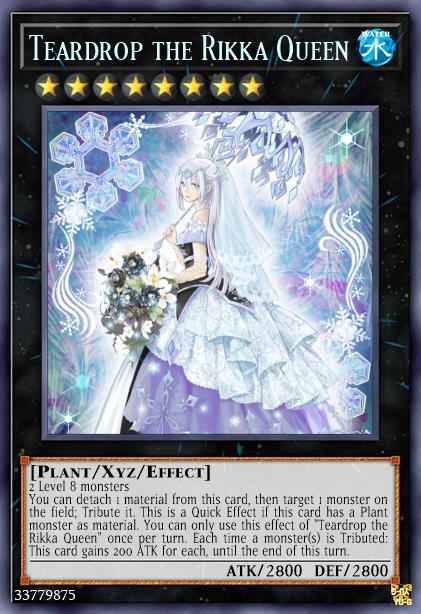 TEARDROP THE RIKKA QUEEN
WATER
水
[PLANT/XYZ/EFFECT]
2 Level 8 monsters
You can detach 1 material from this card, then target 1 monster on
the field; Tribute it. This is a Quick Effect if this card has a Plant
monster as material. You can only use this effect of "Teardrop the
Rikka Queen" once per turn. Each time a monster(s) is Tributed:
This card gains 200 ATK for each, until the end of this turn.
ATK/2800 DEF/2800
33779875